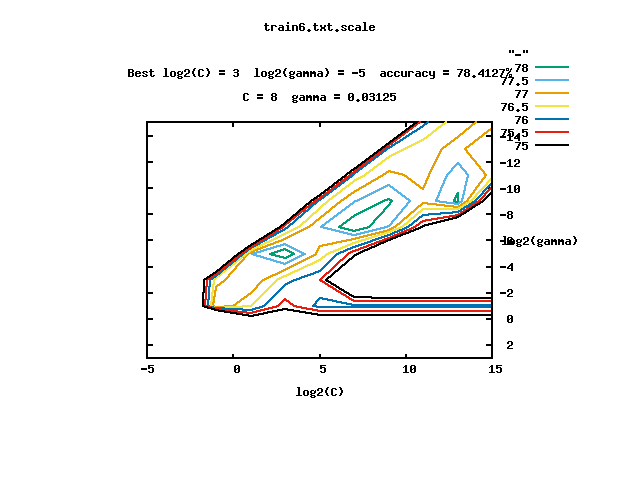 train6.txt.scale
Best log2(C) = 3  log2(gamma) = -5  accuracy = 78.4127%
C = 8  gamma = 0.03125
"-"
78
77.5
77
76.5
76
75.5
75
-14
-12
-10
-8
-6
log2(gamma)
-4
-2
0
2
-5 0 5 10 15
log2(C)